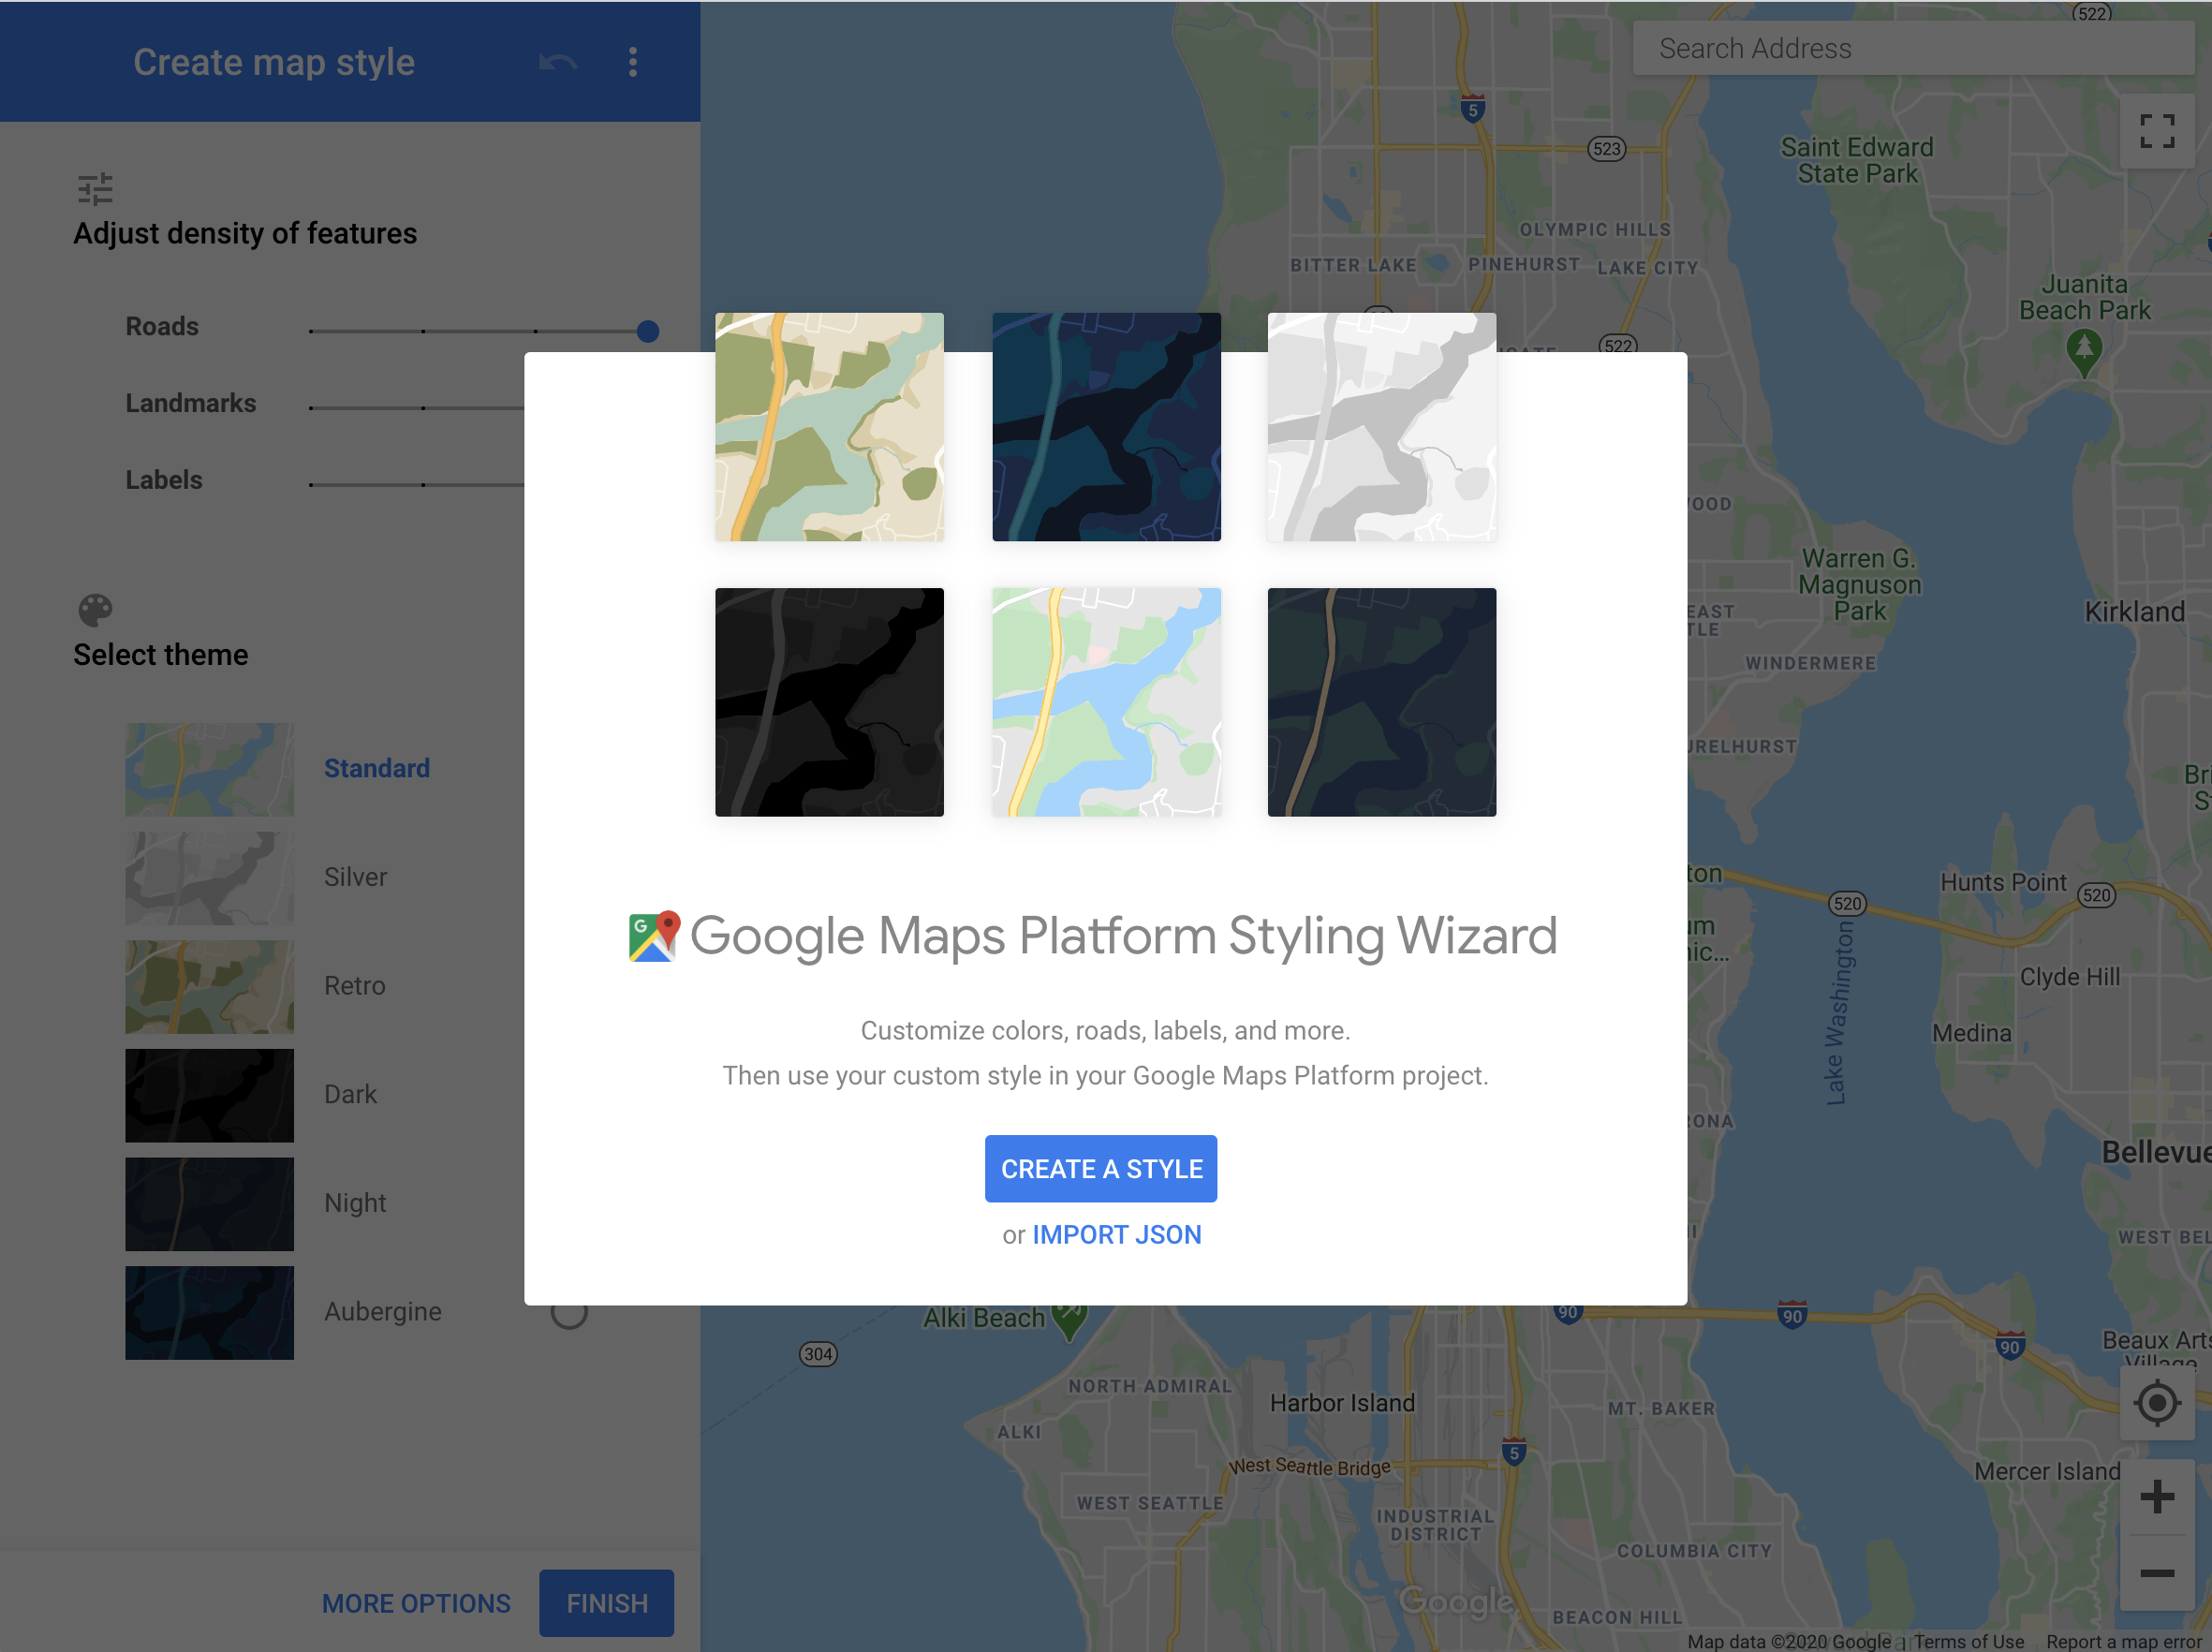 Create map style
Adjust density of features
Roads
Landmarks
Labels
Select theme
Standard
Silver
Retro
Dark
Night
Aubergine
MORE OPTIONS
FINISH
G
Google Maps Platform Styling Wizard
Customize colors, roads, labels, and more.
Then use your custom style in your Google Maps Platform project.
CREATE A STYLE
or IMPORT JSON
Search Address
522
5
523
Saint Edward
State Park
OLYMPIC HILLS
BITTER LAKE
PINEHURST
LAKE CITY
Juanita
Beach Park
522
Warren G.
Magnuson
Park
Kirkland
WINDERMERE
Hunts Point
520
520
Clyde Hill
Lake Washington
Medina
Bellevue
WEST BEL
Alki Beach
90
90
90
304
Beaux Arts
Village
NORTH ADMIRAL
Harbor Island
MT. BAKER
ALKI
5
West Seattle Bridge
Mercer Island
WEST SEATTLE
INDUSTRIAL
DISTRICT
COLUMBIA CITY
Google
BEACON HILL
Map data ©2020 Google
Terms of Use
Report a map error